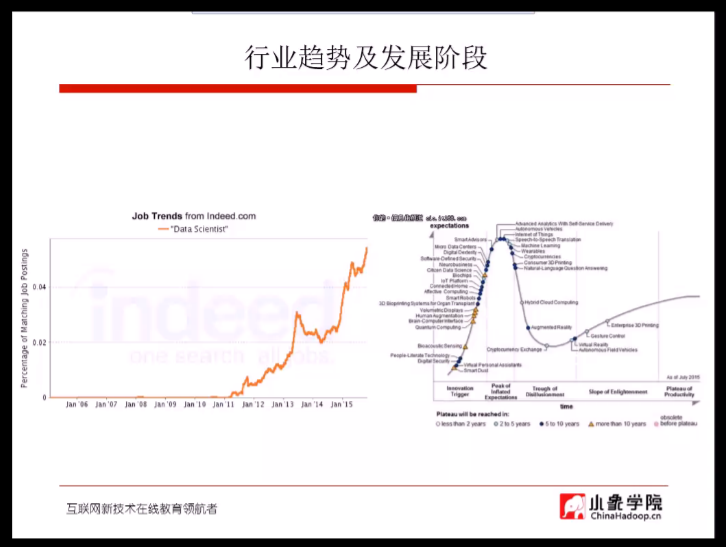 行业趋势及发展阶段
Job Trends from Indeed.com
"Data Scientist"
Percentage of Matching Job Postings
0.04
0.02
0
Jan '06 Jan '07 Jan '08 Jan '09 Jan '10 Jan '11 Jan '12 Jan '13 Jan '14 Jan '15
indeed
one search. all jobs.
expectations
Advanced Analytics With Self-Service Delivery
Autonomous Vehicles
Internet of Things
Speech-to-Speech Translation
Machine Learning
Wearables
Cryptocurrencies
Consumer 3D Printing
Natural-Language Question Answering
Smart Advisors
Micro Data Centers
Digital Dexterity
Software-Defined Security
Neurobusiness
Citizen Data Science
Biochips
IoT Platform
Connected Home
Affective Computing
Smart Robots
3D Bioprinting Systems for Organ Transplant
Volumetric Displays
Human Augmentation
Brain-Computer Interface
Quantum Computing
Bioacoustic Sensing
People-Literate Technology
Digital Security
Virtual Personal Assistants
Smart Dust
Hybrid Cloud Computing
Augmented Reality
Cryptocurrency Exchange
Enterprise 3D Printing
Gesture Control
Virtual Reality
Autonomous Field Vehicles
As of July 2015
Innovation Trigger
Peak of Inflated Expectations
Trough of Disillusionment
Slope of Enlightenment
Plateau of Productivity
time
Plateau will be reached in:
less than 2 years 2 to 5 years 5 to 10 years more than 10 years obsolete before plateau
互联网新技术在线教育领航者
小象学院
ChinaHadoop.cn